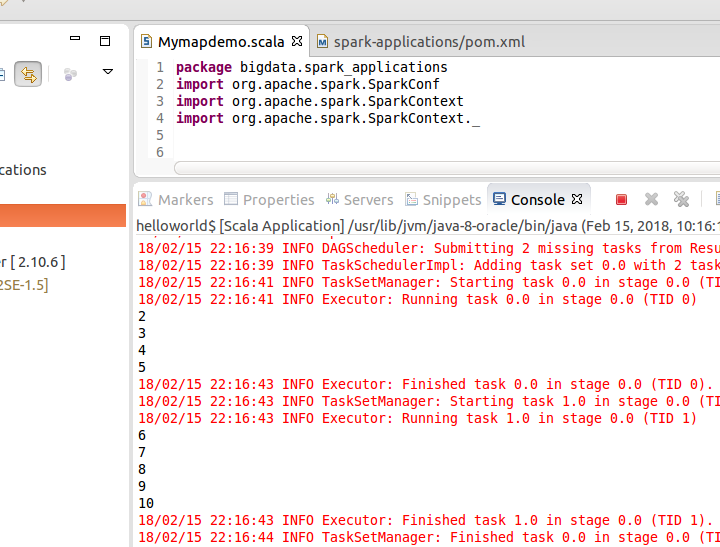 Mymapdemo.scala
spark-applications/pom.xml
1 package bigdata.spark_applications
2 import org.apache.spark.SparkConf
3 import org.apache.spark.SparkContext
4 import org.apache.spark.SparkContext._
5
6
cations
er [ 2.10.6 ]
2SE-1.5]
Markers Properties Servers Snippets Console
helloworld$ [Scala Application] /usr/lib/jvm/java-8-oracle/bin/java (Feb 15, 2018, 10:16:1
18/02/15 22:16:39 INFO DAGScheduler: Submitting 2 missing tasks from Resu
18/02/15 22:16:39 INFO TaskSchedulerImpl: Adding task set 0.0 with 2 task
18/02/15 22:16:41 INFO TaskSetManager: Starting task 0.0 in stage 0.0 (TI
18/02/15 22:16:41 INFO Executor: Running task 0.0 in stage 0.0 (TID 0)
2
3
4
5
18/02/15 22:16:43 INFO Executor: Finished task 0.0 in stage 0.0 (TID 0).
18/02/15 22:16:43 INFO TaskSetManager: Starting task 1.0 in stage 0.0 (TI
18/02/15 22:16:43 INFO Executor: Running task 1.0 in stage 0.0 (TID 1)
6
7
8
9
10
18/02/15 22:16:43 INFO Executor: Finished task 1.0 in stage 0.0 (TID 1).
18/02/15 22:16:44 INFO TaskSetManager: Finished task 0.0 in stage 0.0 (TI